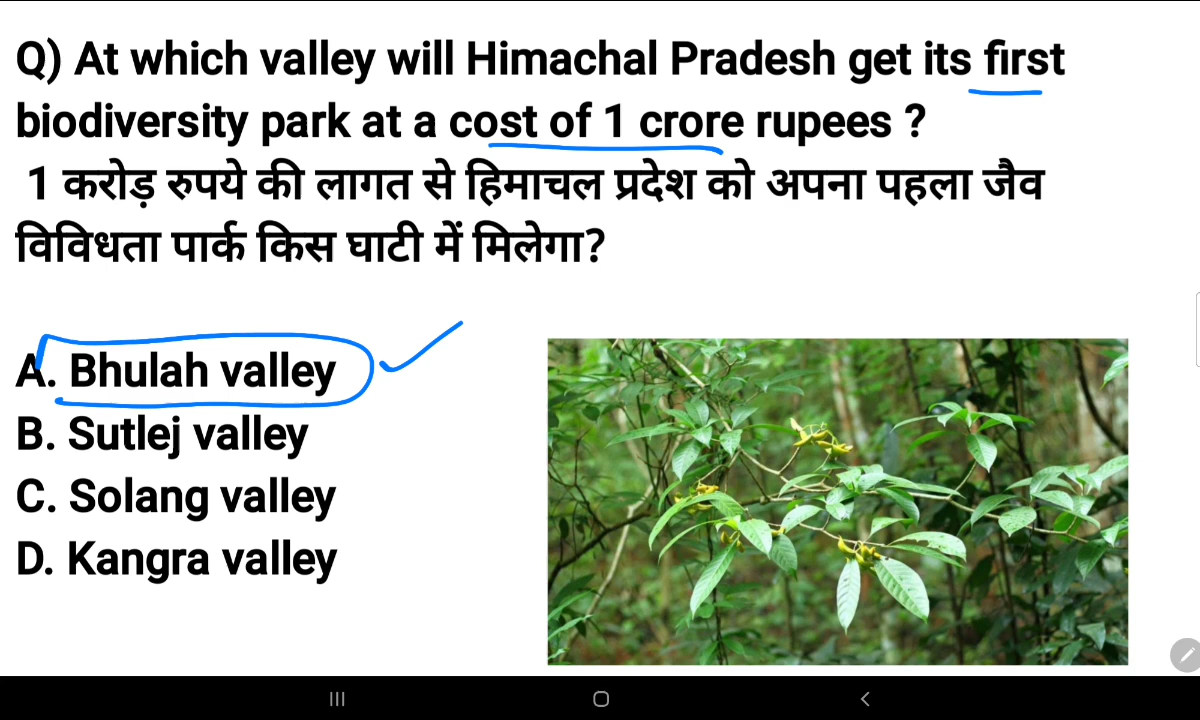 Q) At which valley will Himachal Pradesh get its first
biodiversity park at a cost of 1 crore rupees ?
1 करोड़ रुपये की लागत से हिमाचल प्रदेश को अपना पहला जैव
विविधता पार्क किस घाटी में मिलेगा?
A. Bhulah valley
B. Sutlej valley
C. Solang valley
D. Kangra valley